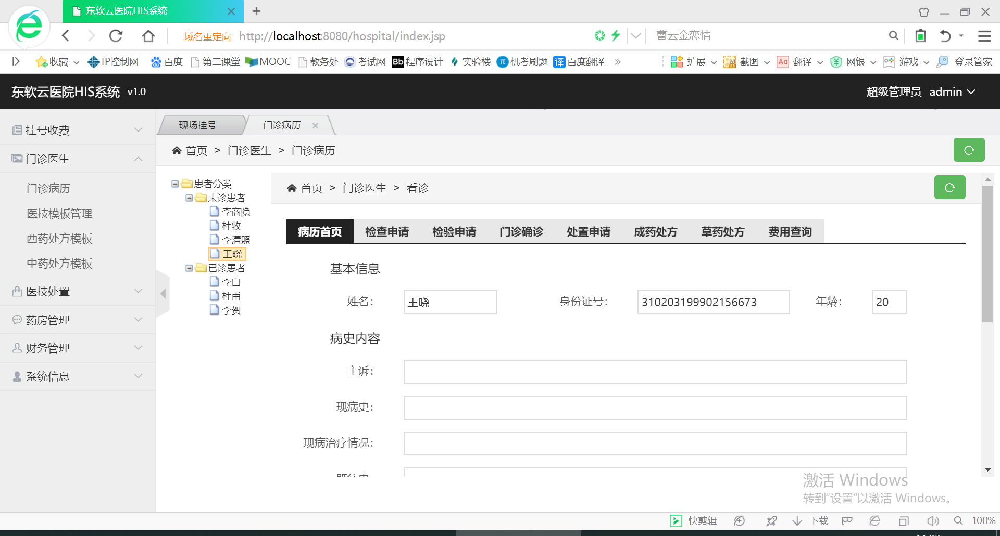 东软云医院HIS系统
域名重定向 http://localhost:8080/hospital/index.jsp 曹云金恋情
收藏 IP控制网 百度 第二课堂 MOOC 教务处 考试网 Bb 程序设计 实验楼 π 机考刷题 译 百度翻译 » 扩展 截图 Aa 翻译 网银 游戏 登录管家
东软云医院HIS系统 v1.0 超级管理员 admin
挂号收费
门诊医生
门诊病历
医技模板管理
西药处方模板
中药处方模板
医技处置
药房管理
财务管理
系统信息
现场挂号 门诊病历
首页 > 门诊医生 > 门诊病历
患者分类
未诊患者
李商隐
杜牧
李清照
王晓
已诊患者
李白
杜甫
李贺
首页 > 门诊医生 > 看诊
病历首页 检查申请 检验申请 门诊确诊 处置申请 成药处方 草药处方 费用查询
基本信息
姓名： 王晓 身份证号： 310203199902156673 年龄： 20
病史内容
主诉：
现病史：
现病治疗情况：
激活 Windows
转到"设置"以激活 Windows。
快剪辑 下载 100%